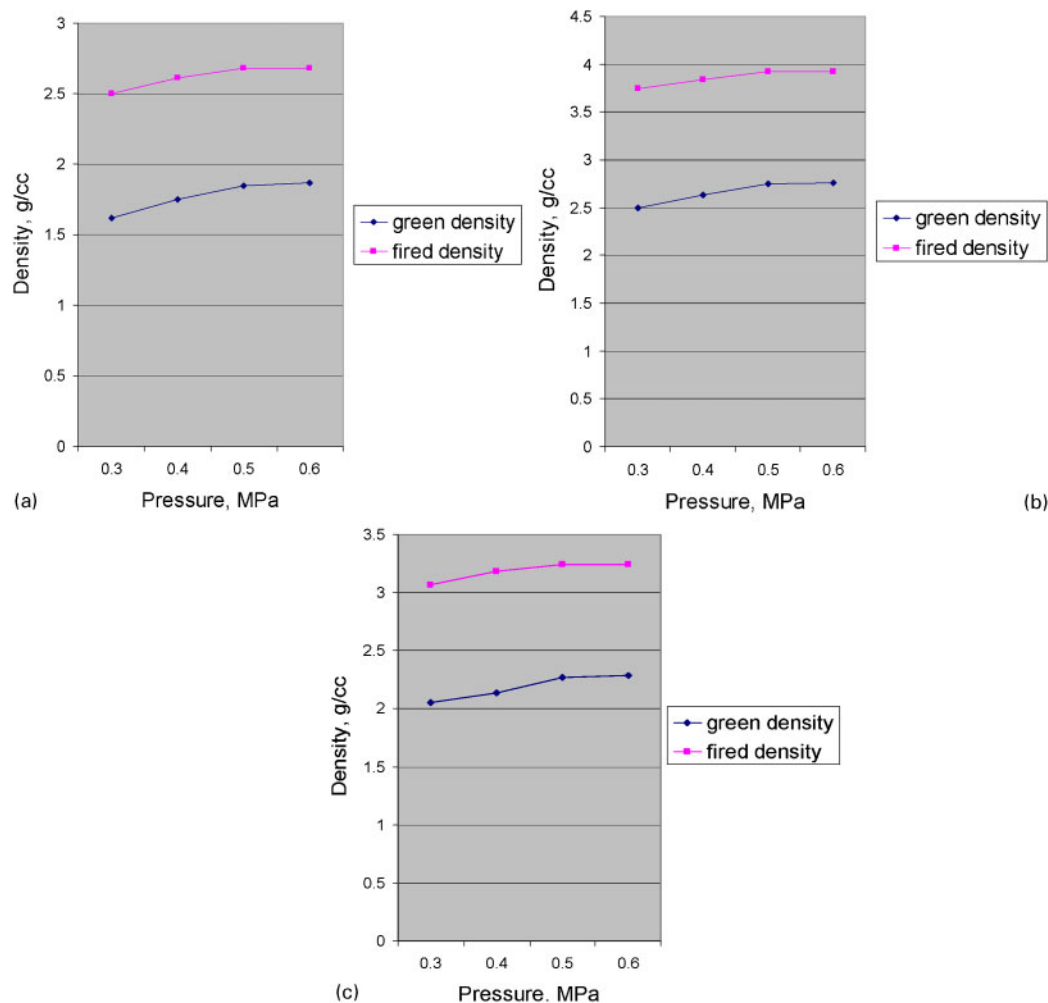 3
2.5
2
1.5
1
0.5
0
Density, g/cc
0.3 0.4 0.5 0.6
Pressure, MPa
green density
fired density
(a)
4.5
4
3.5
3
2.5
2
1.5
1
0.5
0
Density, g/cc
0.3 0.4 0.5 0.6
Pressure, MPa
green density
fired density
(b)
3.5
3
2.5
2
1.5
1
0.5
0
Density, g/cc
0.3 0.4 0.5 0.6
Pressure, MPa
green density
fired density
(c)